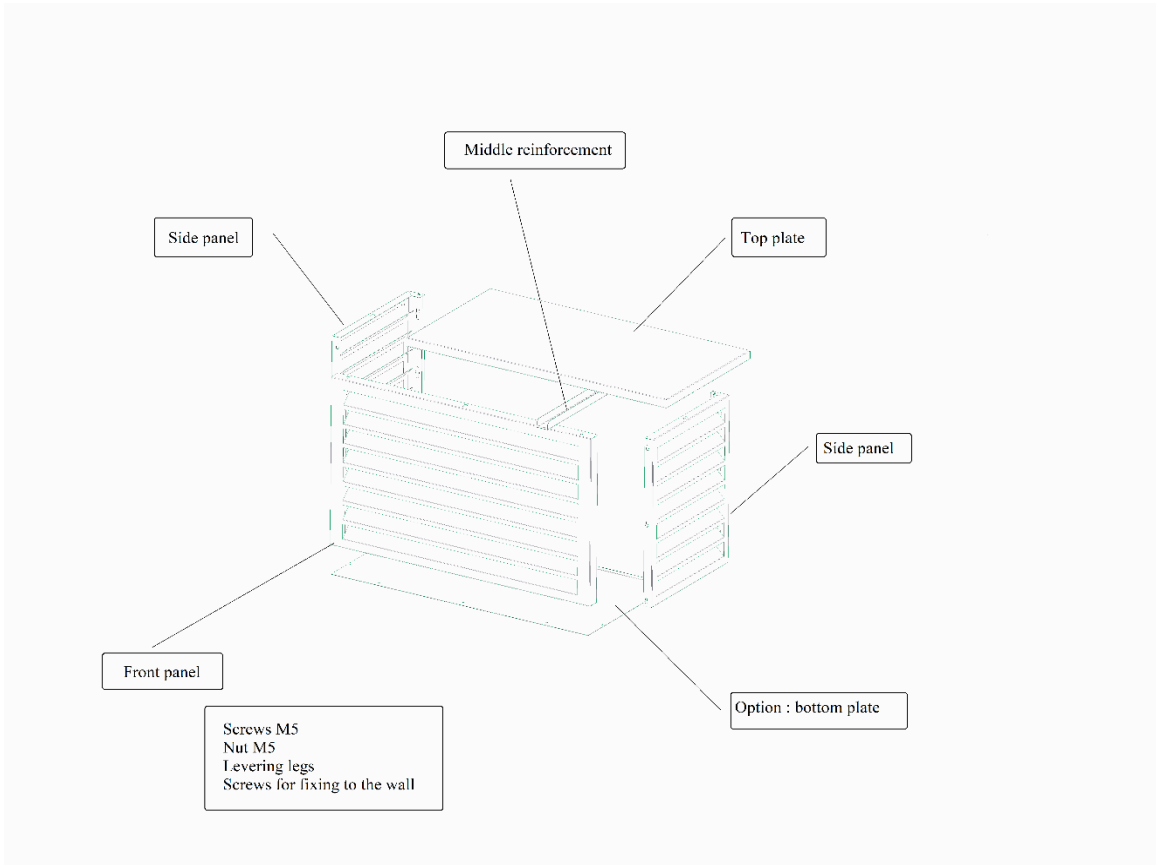 Middle reinforcement
Side panel
Top plate
Side panel
Front panel
Option : bottom plate
Screws M5
Nut M5
Levering legs
Screws for fixing to the wall